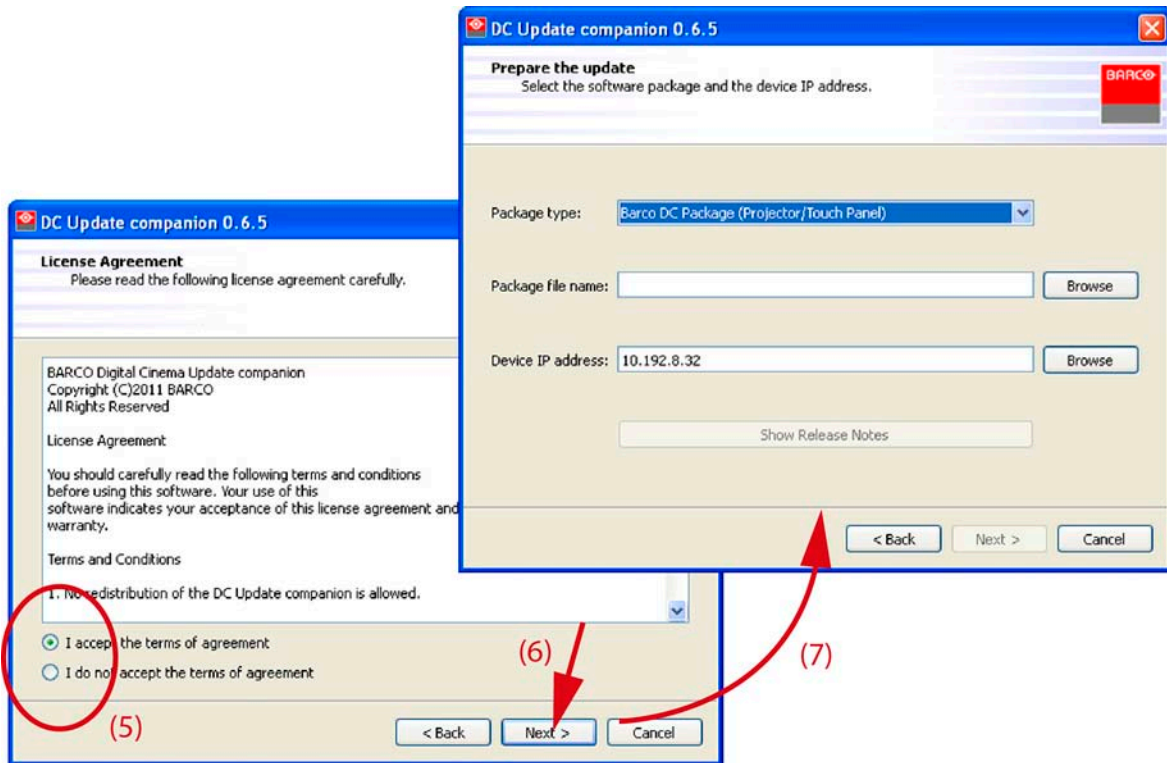 DC Update companion 0.6.5
License Agreement
Please read the following license agreement carefully.
BARCO Digital Cinema Update companion
Copyright (C)2011 BARCO
All Rights Reserved
License Agreement
You should carefully read the following terms and conditions
before using this software. Your use of this
software indicates your acceptance of this license agreement and
warranty.
Terms and Conditions
1. No redistribution of the DC Update companion is allowed.
I accept the terms of agreement
I do not accept the terms of agreement
(5)
< Back
Next >
Cancel
(6)
(7)
DC Update companion 0.6.5
Prepare the update
Select the software package and the device IP address.
BARCO
Package type:
Barco DC Package (Projector/Touch Panel)
Package file name:
Browse
Device IP address:
10.192.8.32
Browse
Show Release Notes
< Back
Next >
Cancel